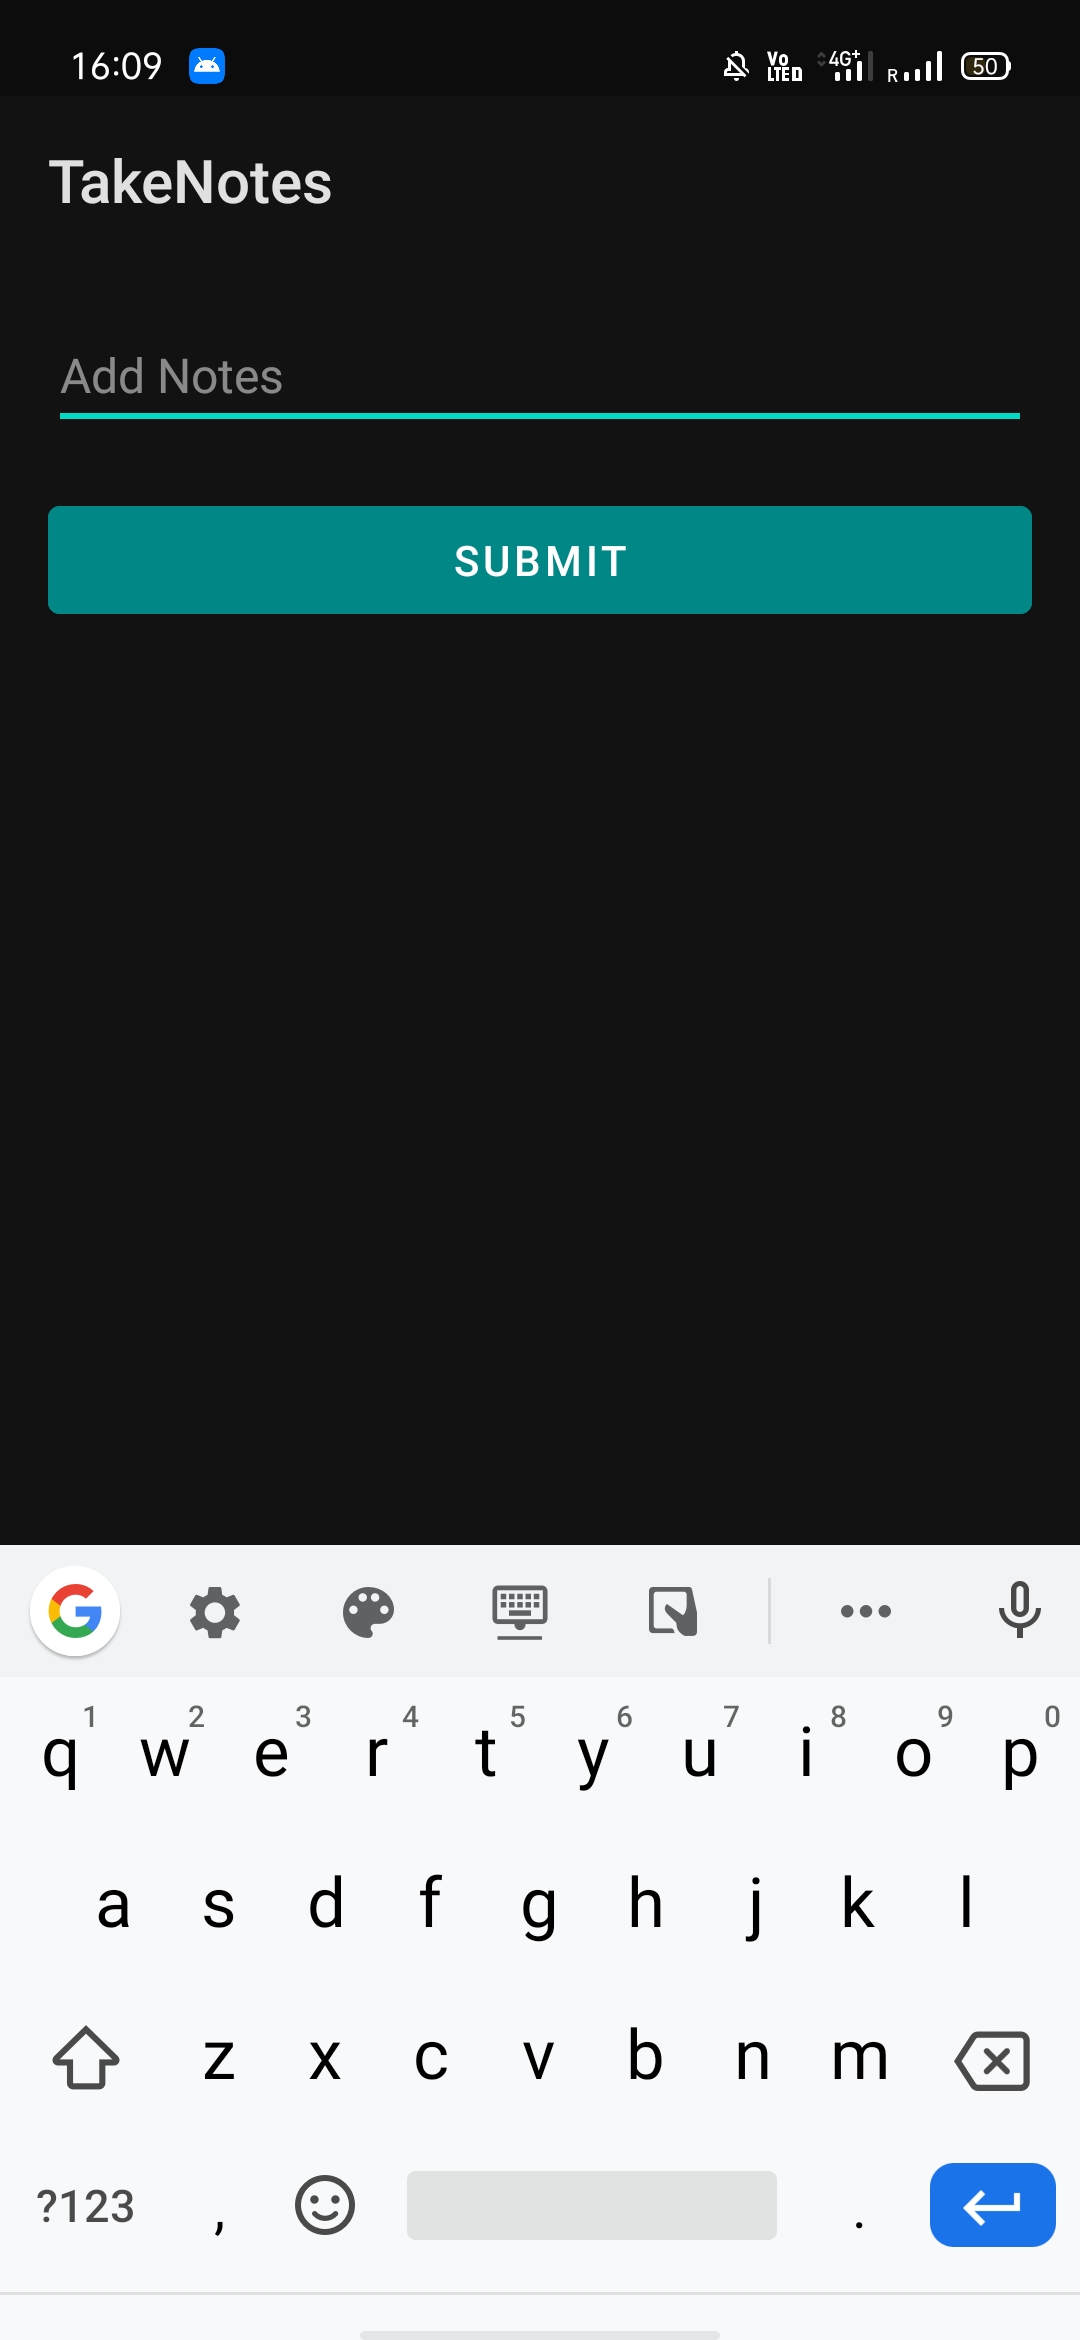 16:09 Vo LTE D 4G+ R 50
TakeNotes
Add Notes
SUBMIT
G
1 2 3 4 5 6 7 8 9 0
q w e r t y u i o p
a s d f g h j k l
z x c v b n m
?123 , .